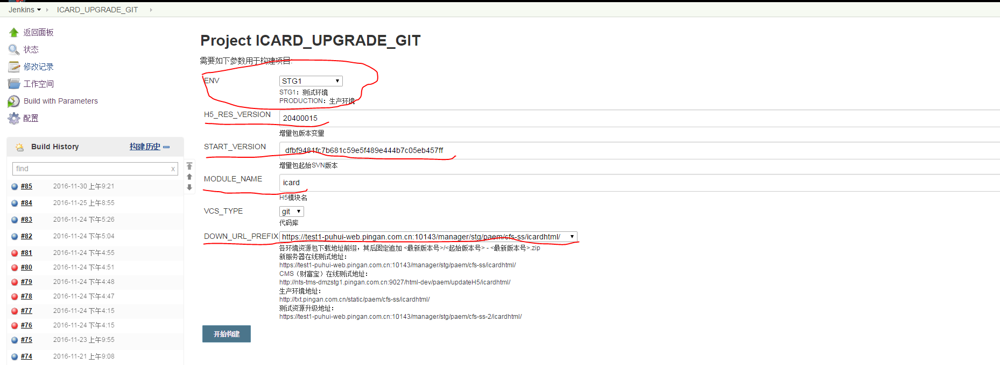 Jenkins
ICARD_UPGRADE_GIT
返回面板
状态
修改记录
工作空间
Build with Parameters
配置
Build History
构建历史
find
x
#85 2016-11-30 上午9:21
#84 2016-11-25 上午8:55
#83 2016-11-24 下午5:26
#82 2016-11-24 下午5:04
#81 2016-11-24 下午4:55
#80 2016-11-24 下午4:51
#79 2016-11-24 下午4:48
#78 2016-11-24 下午4:47
#77 2016-11-24 下午4:15
#76 2016-11-24 下午4:15
#75 2016-11-23 上午9:55
#74 2016-11-21 上午9:08
Project ICARD_UPGRADE_GIT
需要如下参数用于构建项目:
ENV
STG1
STG1：测试环境
PRODUCTION：生产环境
H5_RES_VERSION
20400015
增量包版本变量
START_VERSION
dfbf9481fc7b681c59e5f489e444b7c05eb457ff
增量包起始SVN版本
MODULE_NAME
icard
H5模块名
VCS_TYPE
git
代码库
DOWN_URL_PREFIX
https://test1-puhui-web.pingan.com.cn:10143/manager/stg/paem/cfs-ss/icardhtml/
各环境资源包下载地址前缀，其后固定追加 <最新版本号>/<起始版本号> - <最新版本号>.zip
新服务器在线测试地址：
https://test1-puhui-web.pingan.com.cn:10143/manager/stg/paem/cfs-ss/icardhtml/
CMS（财富宝）在线测试地址：
http://nts-tms-dmzstg1.pingan.com.cn:9027/html-dev/paem/updateH5/icardhtml/
生产环境地址：
http://txt.pingan.com.cn/static/paem/cfs-ss/icardhtml/
测试资源升级地址：
https://test1-puhui-web.pingan.com.cn:10143/manager/stg/paem/cfs-ss-2/icardhtml/
开始构建